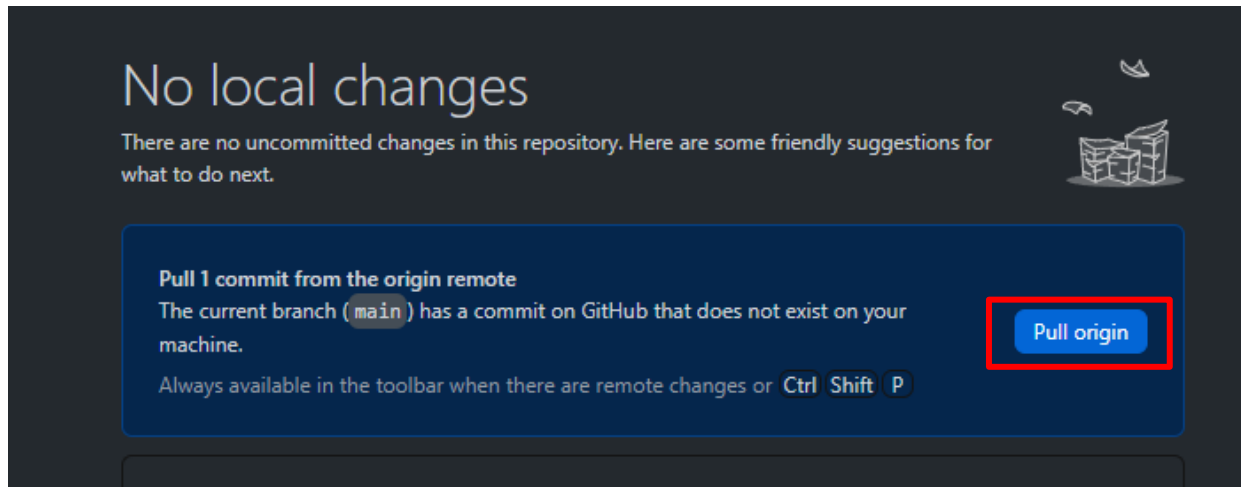 No local changes
There are no uncommitted changes in this repository. Here are some friendly suggestions for
what to do next.
Pull 1 commit from the origin remote
The current branch ( main ) has a commit on GitHub that does not exist on your
machine.
Always available in the toolbar when there are remote changes or Ctrl Shift P
Pull origin